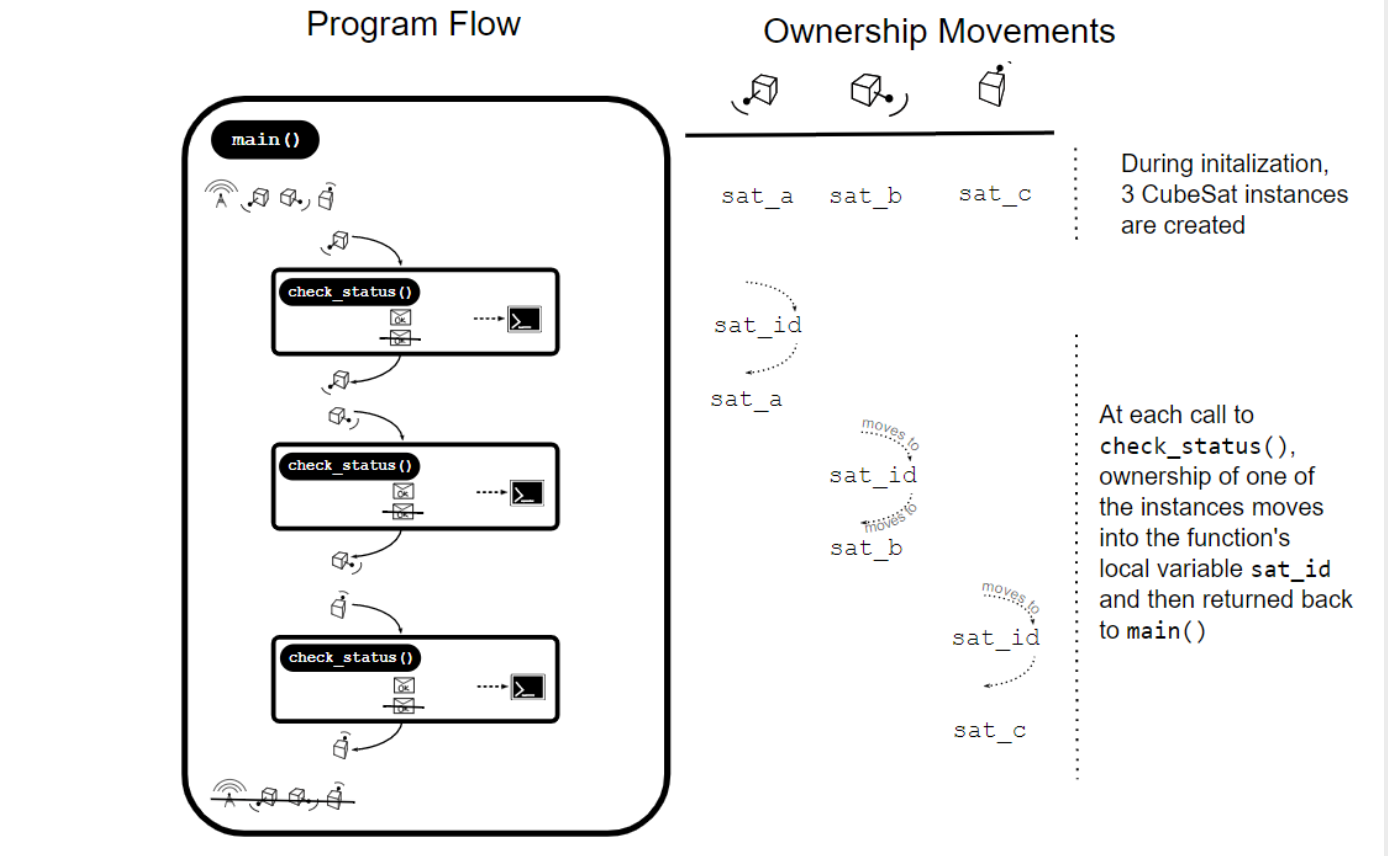 Program Flow
Ownership Movements
main()
sat_a sat_b sat_c
During initalization,
3 CubeSat instances
are created
check_status()
OK
OK
>_
sat_id
sat_a
check_status()
OK
OK
>_
moves to
sat_id
moves to
sat_b
At each call to
check_status(),
ownership of one of
the instances moves
into the function's
local variable sat_id
and then returned back
to main()
check_status()
OK
OK
>_
moves to
sat_id
sat_c